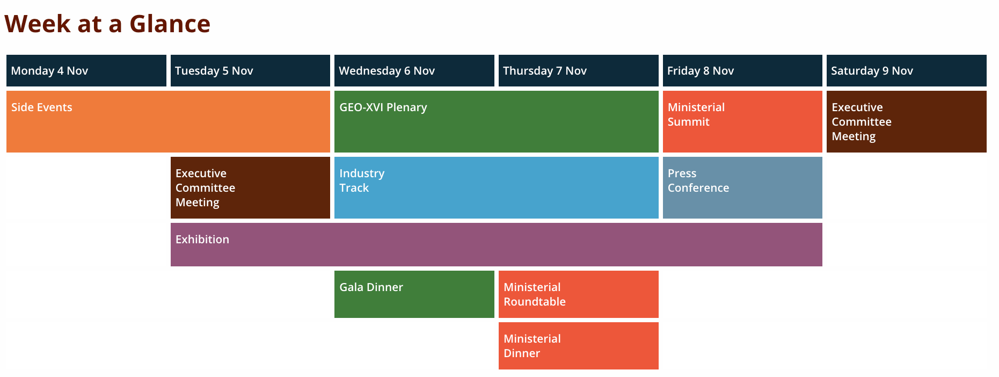 Week at a Glance
Monday 4 Nov
Tuesday 5 Nov
Wednesday 6 Nov
Thursday 7 Nov
Friday 8 Nov
Saturday 9 Nov
Side Events
GEO-XVI Plenary
Ministerial
Summit
Executive
Committee
Meeting
Executive
Committee
Meeting
Industry
Track
Press
Conference
Exhibition
Gala Dinner
Ministerial
Roundtable
Ministerial
Dinner